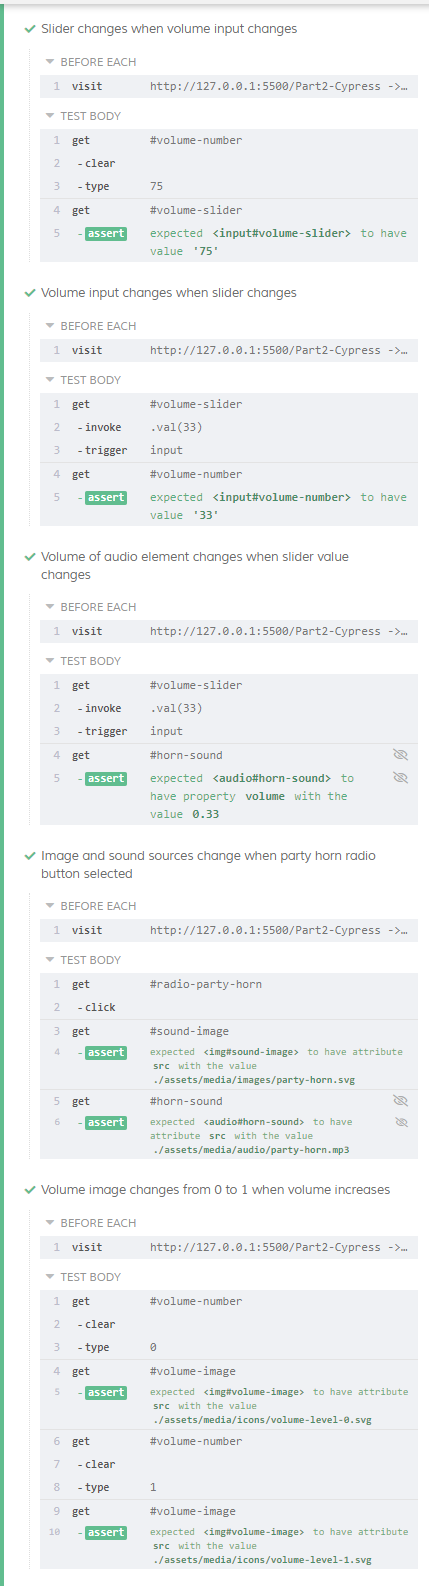 Slider changes when volume input changes
BEFORE EACH
1 visit http://127.0.0.1:5500/Part2-Cypress ->…
TEST BODY
1 get #volume-number
2 -clear
3 -type 75
4 get #volume-slider
5 -assert expected <input#volume-slider> to have
value '75'
Volume input changes when slider changes
BEFORE EACH
1 visit http://127.0.0.1:5500/Part2-Cypress ->…
TEST BODY
1 get #volume-slider
2 -invoke .val(33)
3 -trigger input
4 get #volume-number
5 -assert expected <input#volume-number> to have
value '33'
Volume of audio element changes when slider value
changes
BEFORE EACH
1 visit http://127.0.0.1:5500/Part2-Cypress ->…
TEST BODY
1 get #volume-slider
2 -invoke .val(33)
3 -trigger input
4 get #horn-sound
5 -assert expected <audio#horn-sound> to
have property volume with the
value 0.33
Image and sound sources change when party horn radio
button selected
BEFORE EACH
1 visit http://127.0.0.1:5500/Part2-Cypress ->…
TEST BODY
1 get #radio-party-horn
2 -click
3 get #sound-image
4 -assert expected <img#sound-image> to have attribute
src with the value
./assets/media/images/party-horn.svg
5 get #horn-sound
6 -assert expected <audio#horn-sound> to have
attribute src with the value
./assets/media/audio/party-horn.mp3
Volume image changes from 0 to 1 when volume increases
BEFORE EACH
1 visit http://127.0.0.1:5500/Part2-Cypress ->…
TEST BODY
1 get #volume-number
2 -clear
3 -type 0
4 get #volume-image
5 -assert expected <img#volume-image> to have attribute
src with the value
./assets/media/icons/volume-level-0.svg
6 get #volume-number
7 -clear
8 -type 1
9 get #volume-image
10 -assert expected <img#volume-image> to have attribute
src with the value
./assets/media/icons/volume-level-1.svg